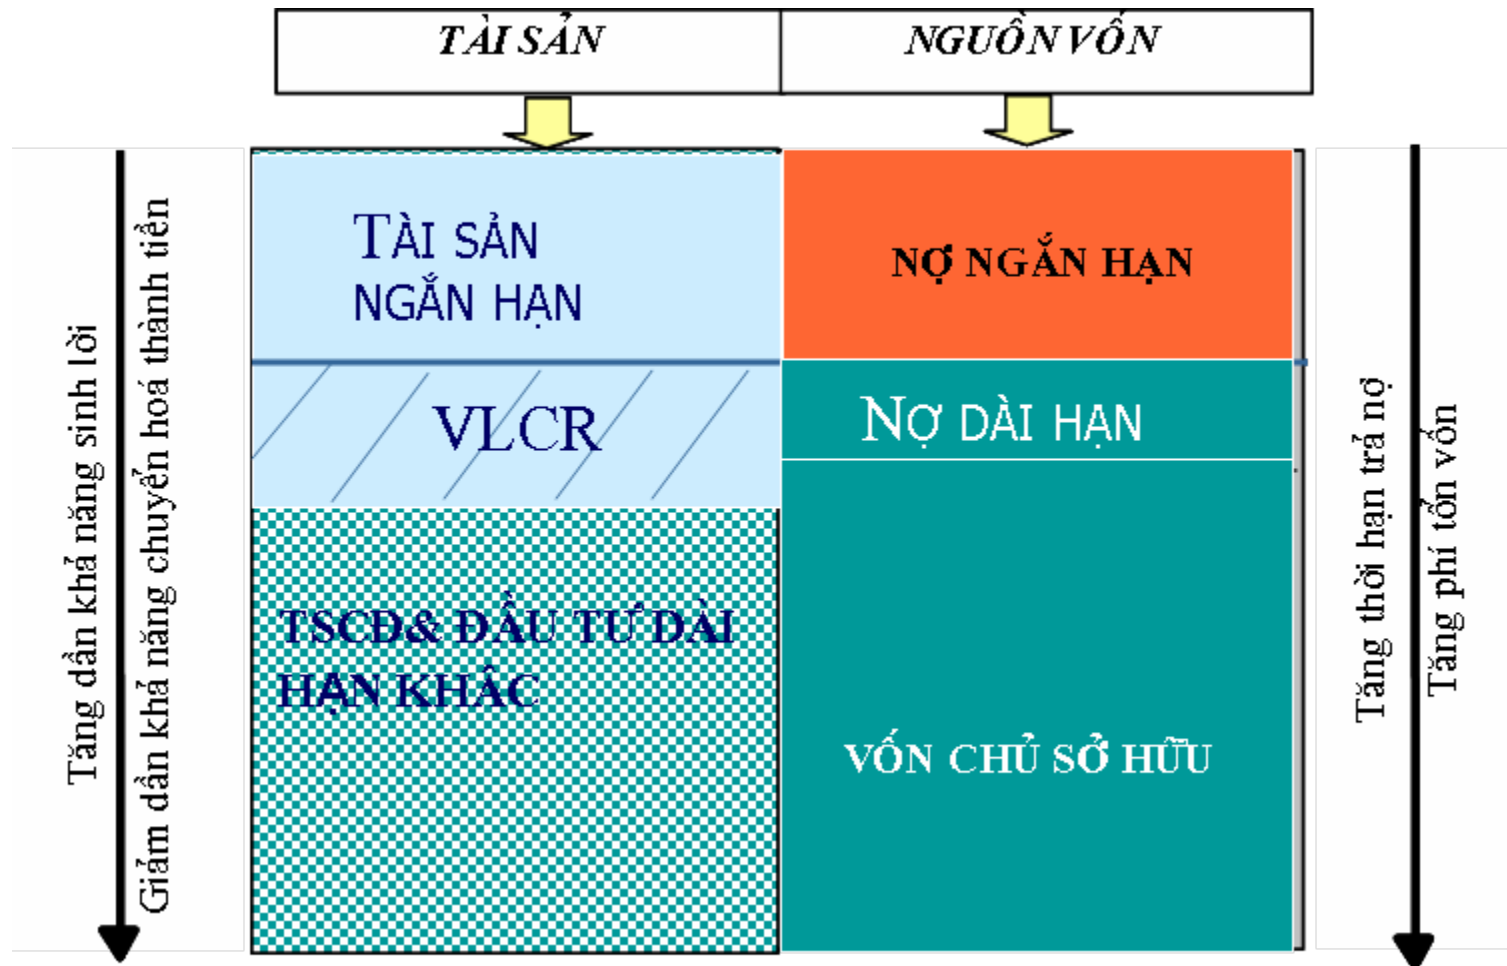 TÀI SẢN
NGUỒN VỐN
TÀI SẢN
NGẮN HẠN
NỢ NGẮN HẠN
VLCR
NỢ DÀI HẠN
TSCĐ& ĐẦU TƯ DÀI
HẠN KHÂC
VỐN CHỦ SỞ HỮU
Tăng dần khả năng sinh lời
Giảm dần khả năng chuyển hoá thành tiền
Tăng thời hạn trả nợ
Tăng phí tổn vốn